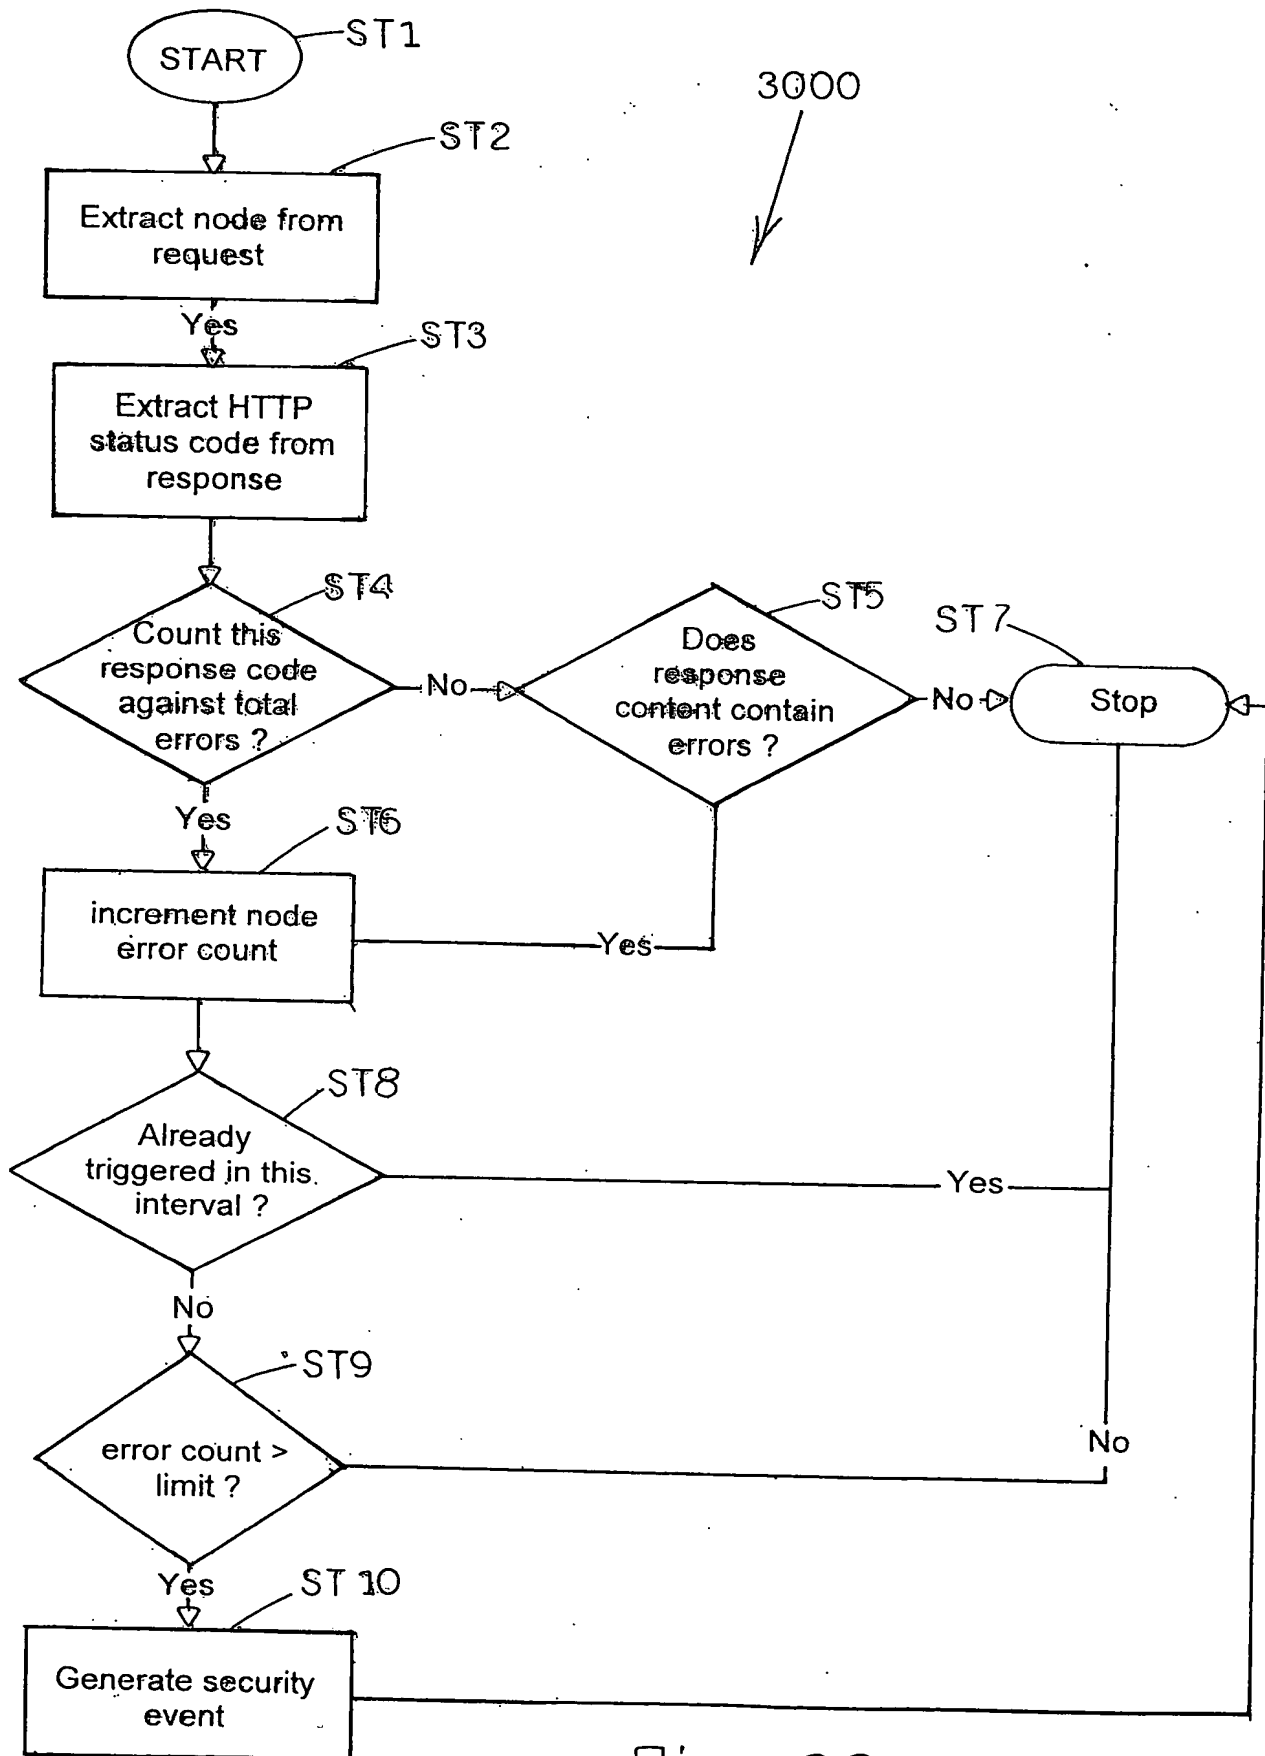 START
ST1
3000
ST2
Extract node from
request
Yes
ST3
Extract HTTP
status code from
response
ST4
Count this
response code
against total
errors ?
No
ST5
Does
response
content contain
errors ?
No
ST7
Stop
Yes
ST6
increment node
error count
Yes
ST8
Already
triggered in this
interval ?
Yes
No
ST9
error count >
limit ?
No
Yes
ST 10
Generate security
event